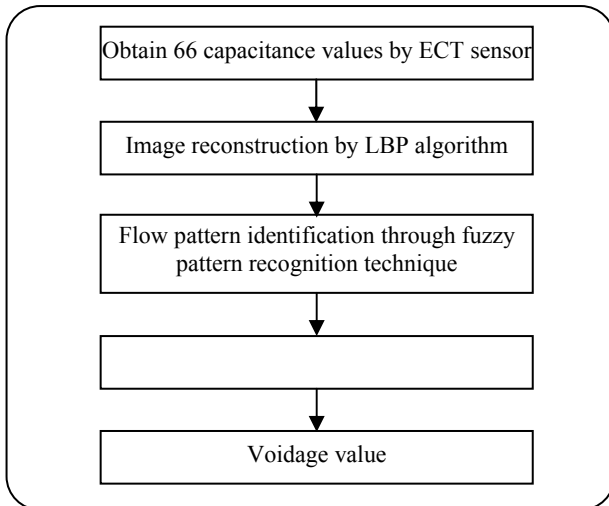 Obtain 66 capacitance values by ECT sensor
Image reconstruction by LBP algorithm
Flow pattern identification through fuzzy
pattern recognition technique
Voidage value